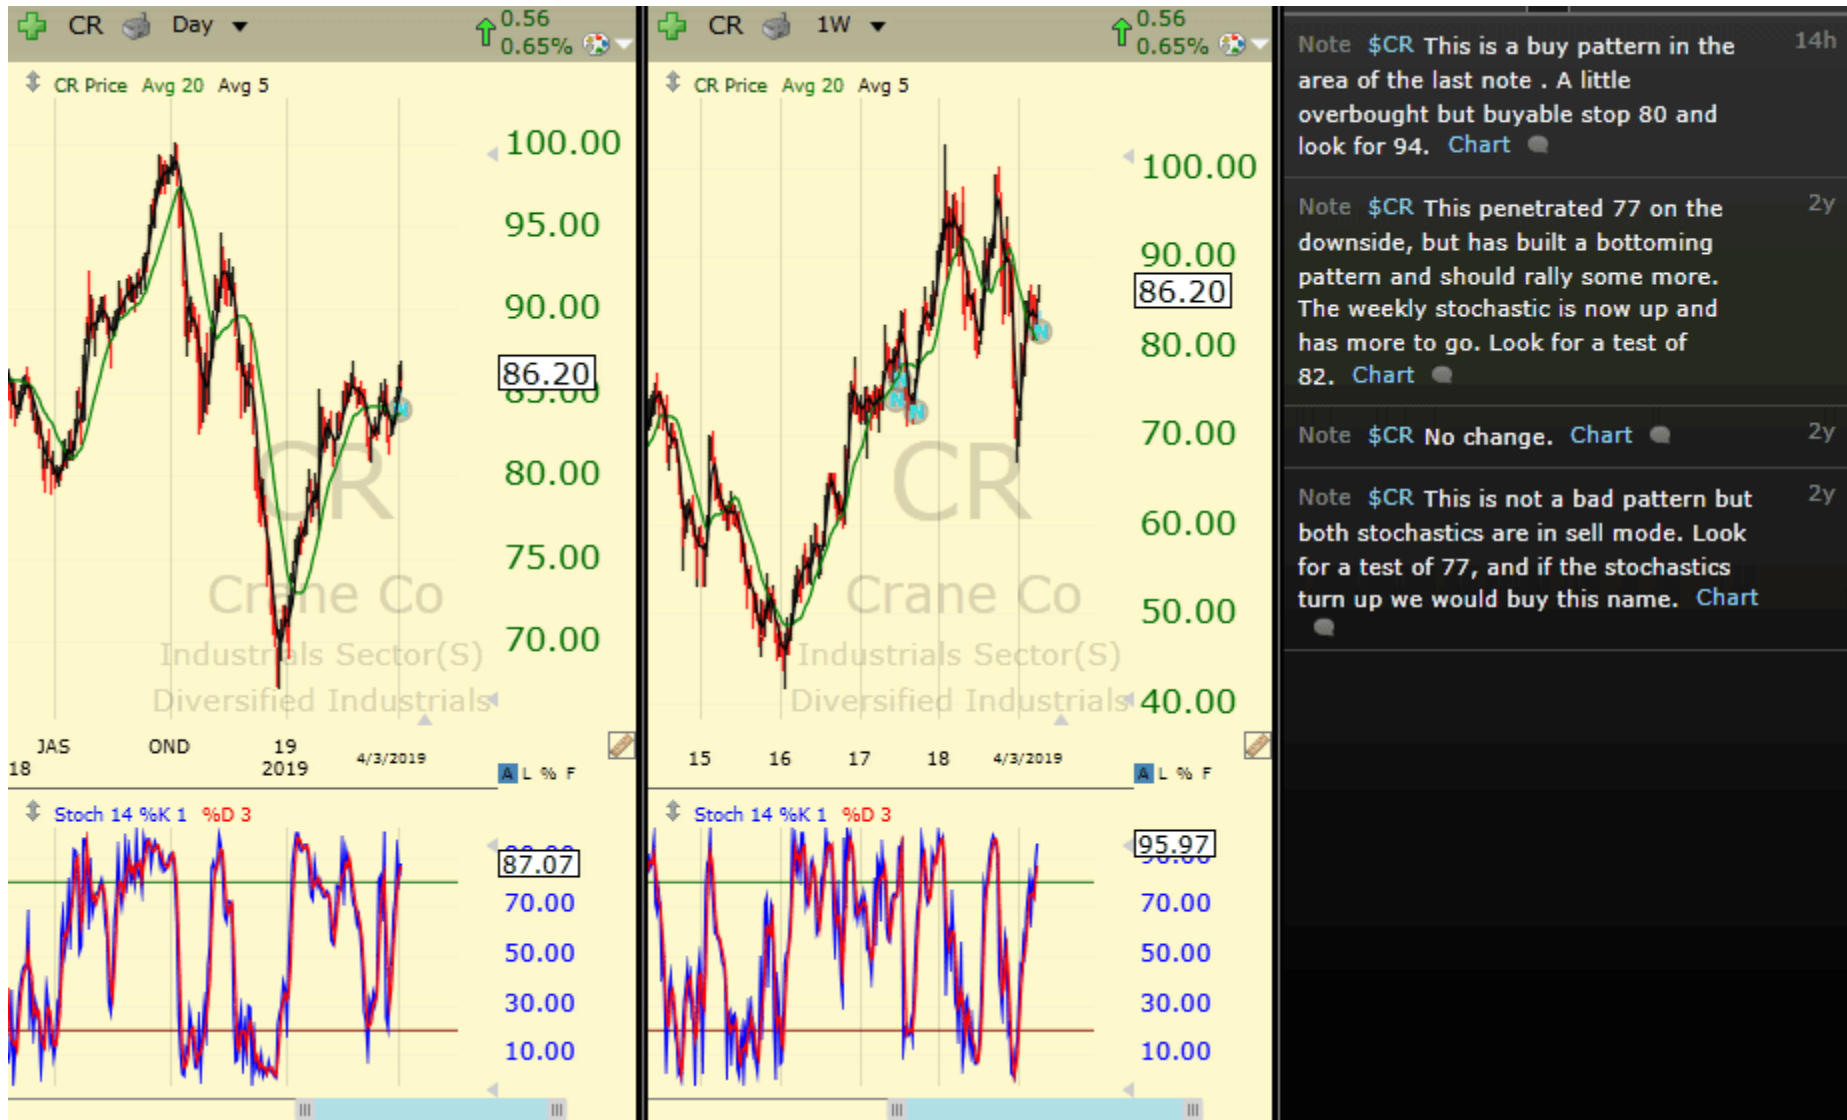 CR Day
0.56
0.65%
CR Price Avg 20 Avg 5
100.00
95.00
90.00
86.20
85.00
80.00
75.00
70.00
CR
Crane Co
Industrials Sector(S)
Diversified Industrials
JAS OND 19 4/3/2019
18 2019
A L % F
Stoch 14 %K 1 %D 3
87.07
70.00
50.00
30.00
10.00
CR 1W
0.56
0.65%
CR Price Avg 20 Avg 5
100.00
90.00
86.20
80.00
70.00
60.00
50.00
40.00
N
N
N
N
CR
Crane Co
Industrials Sector(S)
Diversified Industrials
15 16 17 18 4/3/2019
A L % F
Stoch 14 %K 1 %D 3
95.97
90.00
70.00
50.00
30.00
10.00
Note $CR This is a buy pattern in the 14h
area of the last note . A little
overbought but buyable stop 80 and
look for 94. Chart
Note $CR This penetrated 77 on the 2y
downside, but has built a bottoming
pattern and should rally some more.
The weekly stochastic is now up and
has more to go. Look for a test of
82. Chart
Note $CR No change. Chart 2y
Note $CR This is not a bad pattern but 2y
both stochastics are in sell mode. Look
for a test of 77, and if the stochastics
turn up we would buy this name. Chart